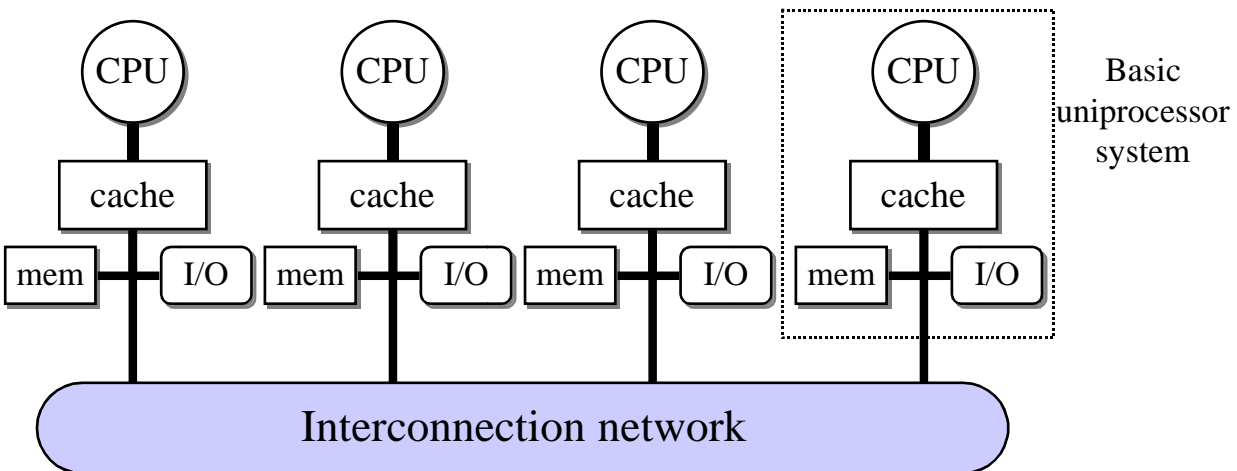 CPU CPU CPU CPU
Basic
uniprocessor
system
cache cache cache cache
mem I/O mem I/O mem I/O mem I/O
Interconnection network